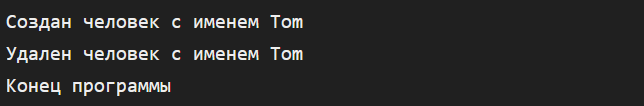 Создан человек с именем Tom
Удален человек с именем Tom
Конец программы